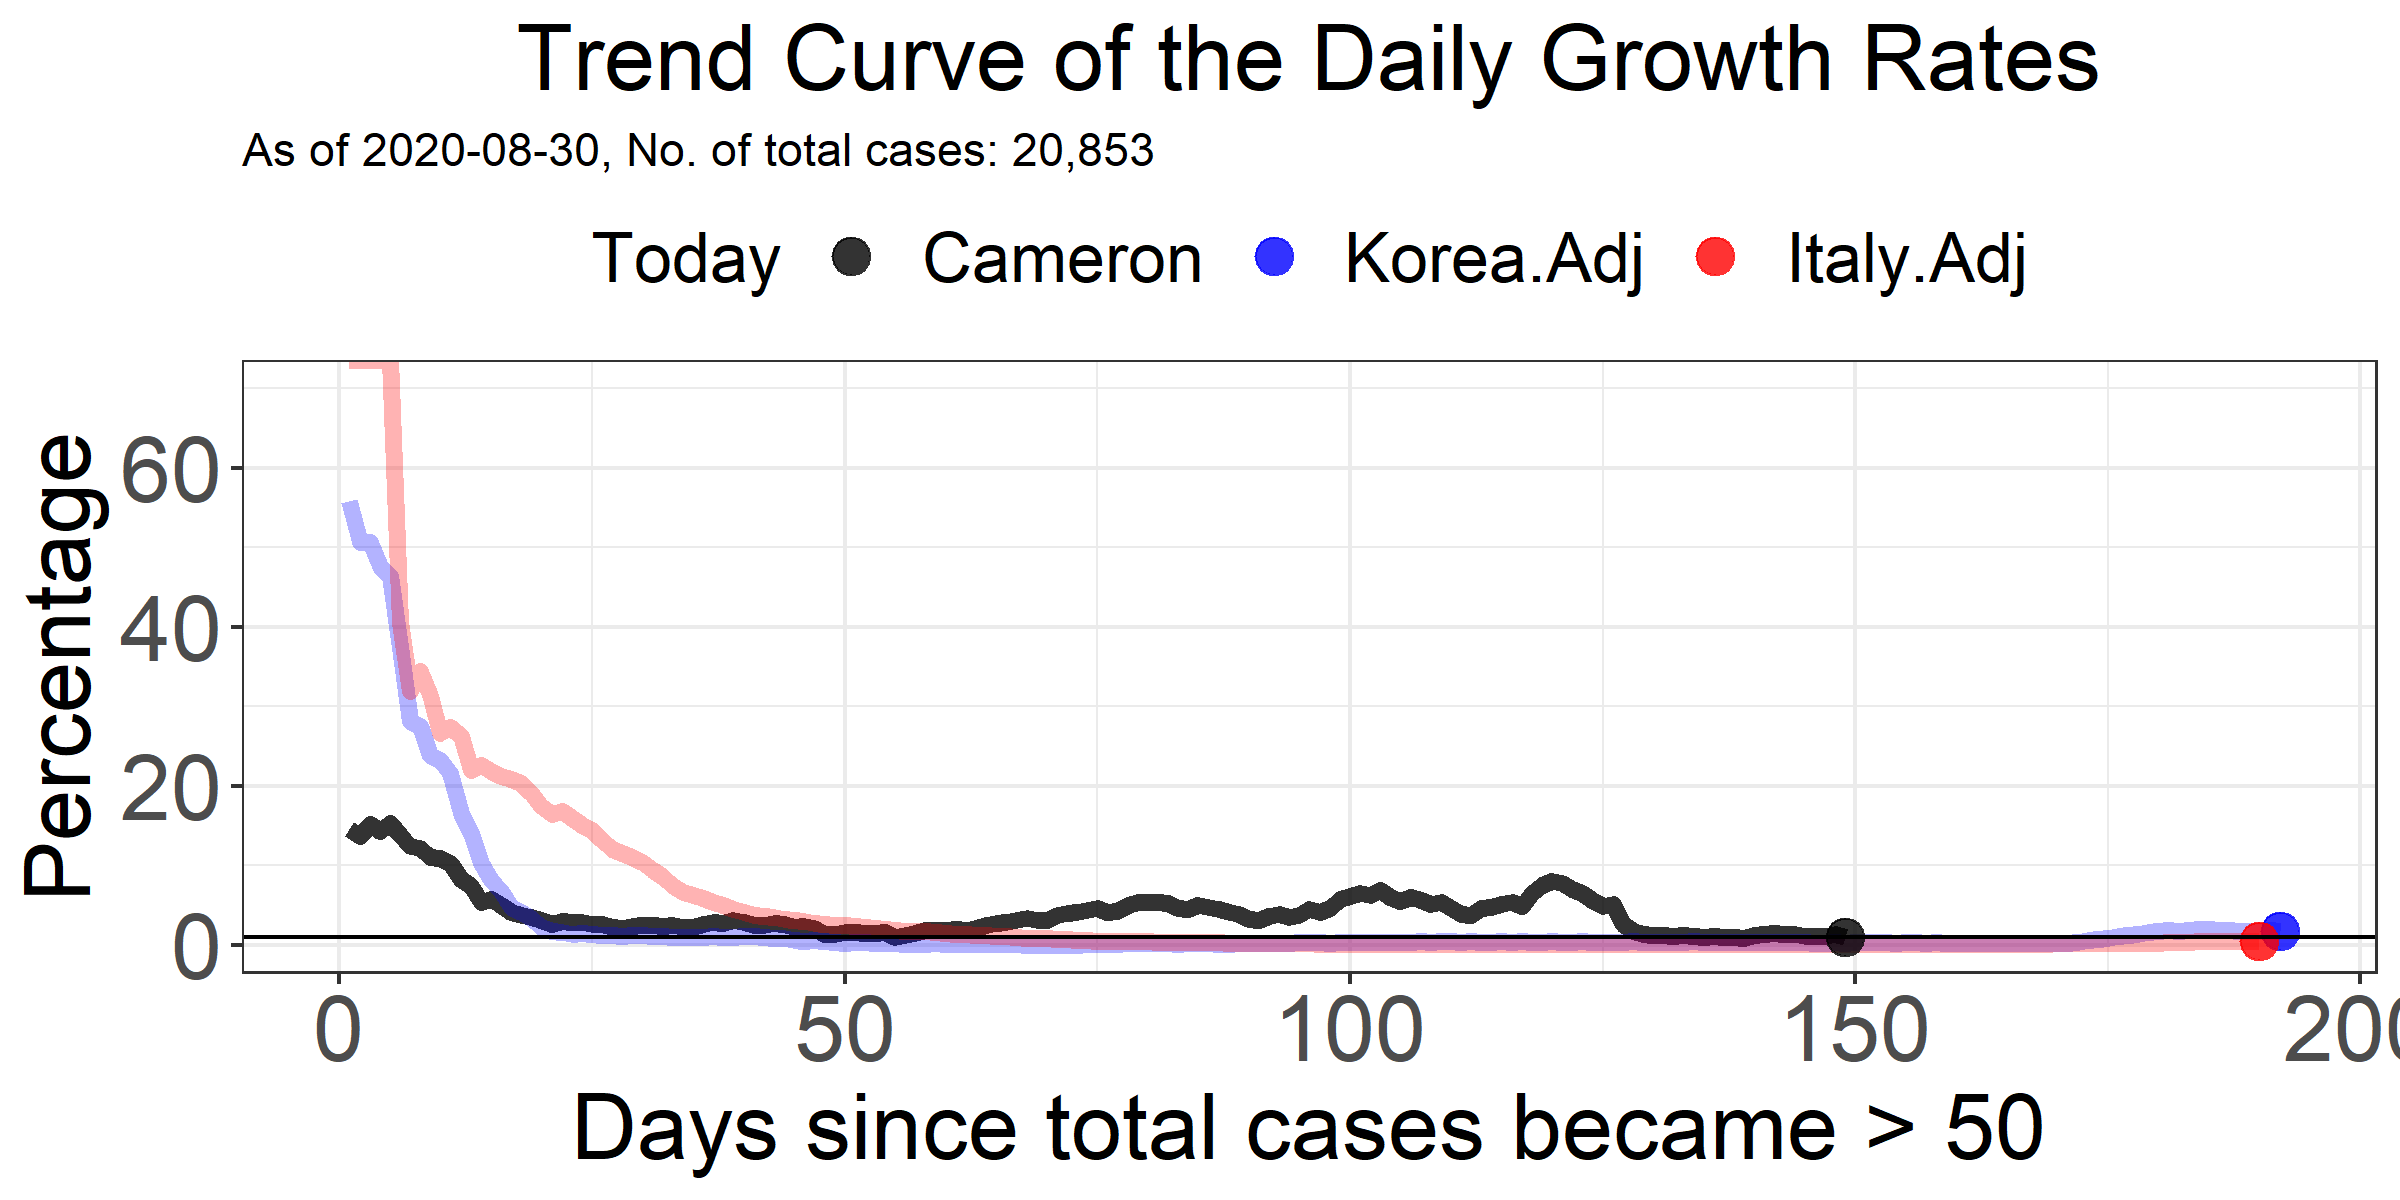 Trend Curve of the Daily Growth Rates
As of 2020-08-30, No. of total cases: 20,853
Today Cameron Korea.Adj Italy.Adj
Percentage
60
40
20
0
0 50 100 150 200
Days since total cases became > 50